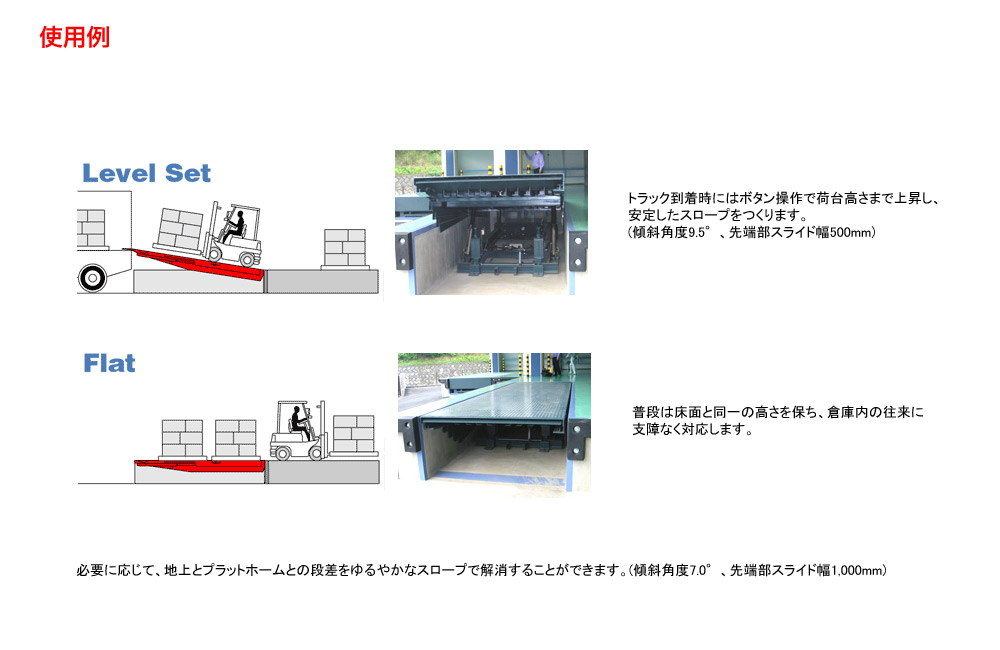 使用例
Level Set
トラック到着時にはボタン操作で荷台高さまで上昇し、
安定したスロープをつくります。
(傾斜角度9.5°、先端部スライド幅500mm)
Flat
普段は床面と同一の高さを保ち、倉庫内の往来に
支障なく対応します。
必要に応じて、地上とプラットホームとの段差をゆるやかなスロープで解消することができます。(傾斜角度7.0°、先端部スライド幅1,000mm)